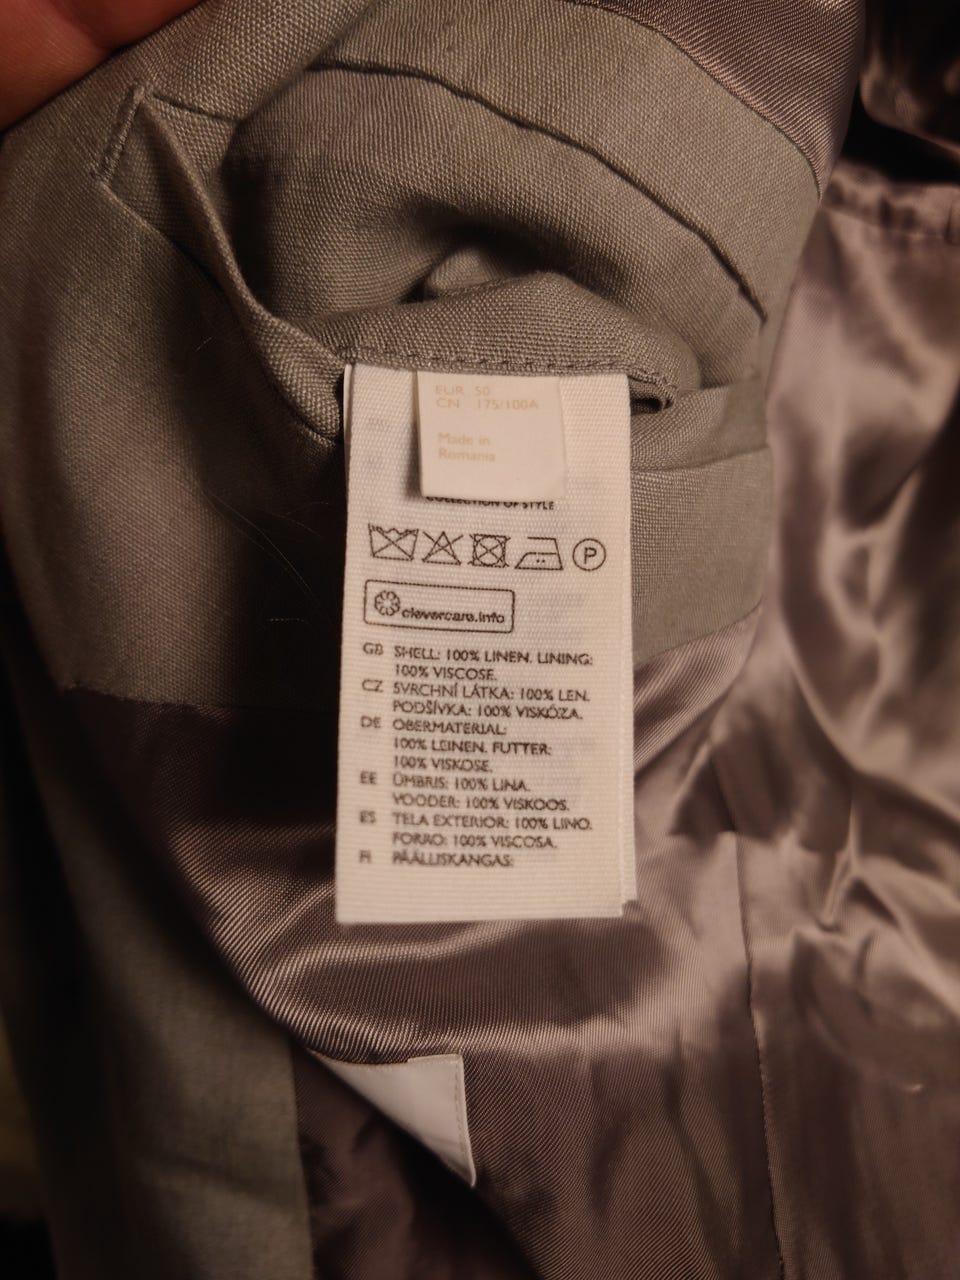 EUR 50
CN 175/100A
Made in
Romania
COLLECTION OF STYLE
P
clevercare.info
GB SHELL: 100% LINEN. LINING:
100% VISCOSE.
CZ SVRCHNÍ LÁTKA: 100% LEN.
PODŠÍVKA: 100% VISKÓZA.
DE OBERMATERIAL:
100% LEINEN. FUTTER:
100% VISKOSE.
EE ÜMBRIS: 100% LINA.
VOODER: 100% VISKOOS.
ES TELA EXTERIOR: 100% LINO.
FORRO: 100% VISCOSA.
FI PÄÄLLISKANGAS: